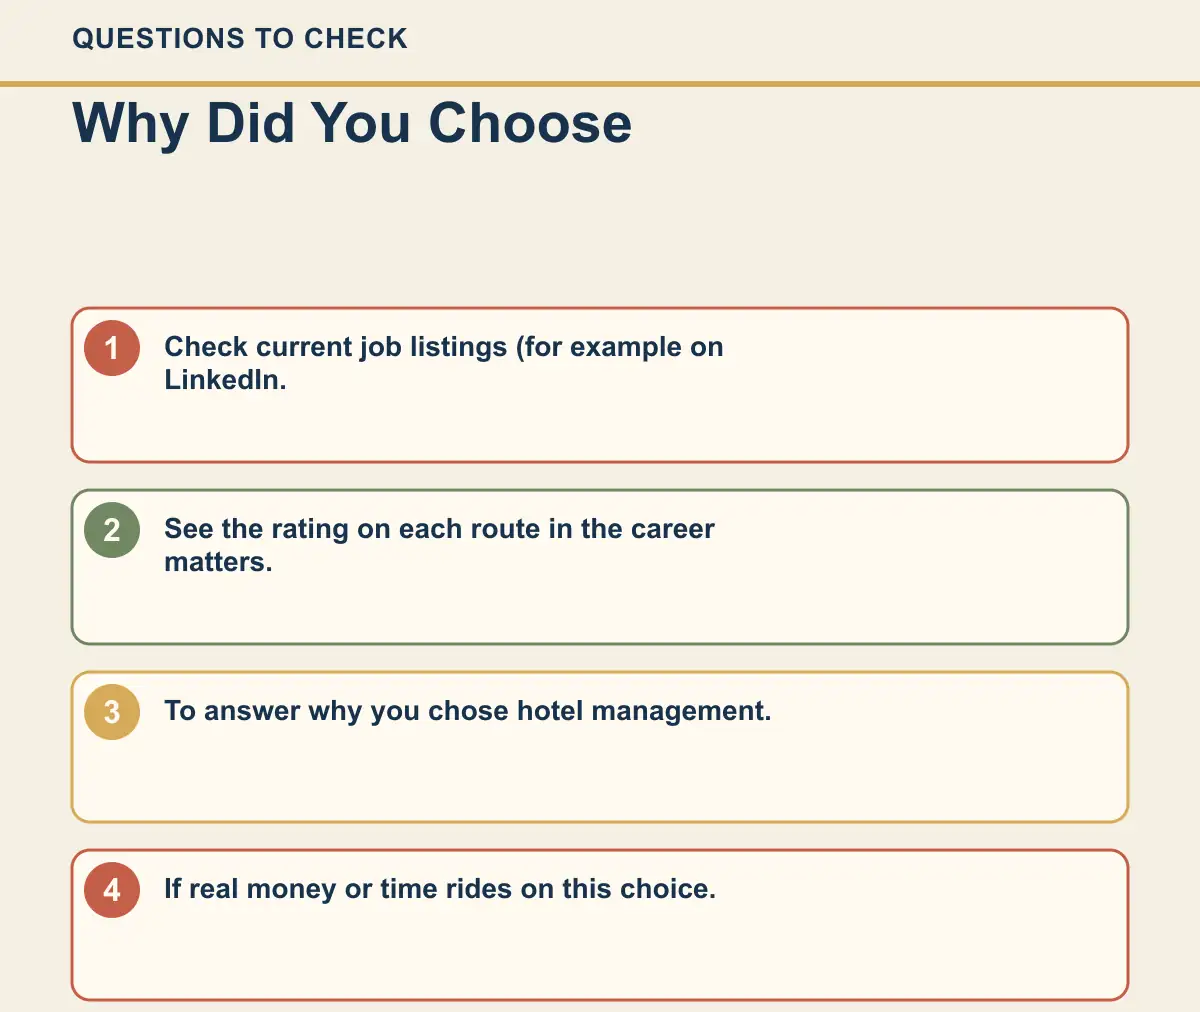 QUESTIONS TO CHECK
Why Did You Choose
1
Check current job listings (for example on
LinkedIn.
2
See the rating on each route in the career
matters.
3
To answer why you chose hotel management.
4
If real money or time rides on this choice.